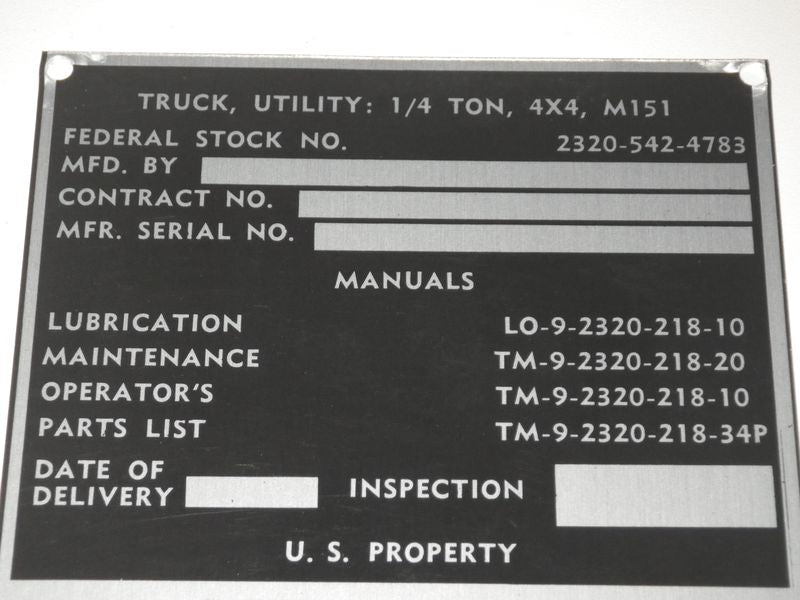 TRUCK, UTILITY: 1/4 TON, 4X4, M151
FEDERAL STOCK NO. 2320-542-4783
MFD. BY
CONTRACT NO.
MFR. SERIAL NO.
MANUALS
LUBRICATION LO-9-2320-218-10
MAINTENANCE TM-9-2320-218-20
OPERATOR'S TM-9-2320-218-10
PARTS LIST TM-9-2320-218-34P
DATE OF
DELIVERY INSPECTION
U. S. PROPERTY